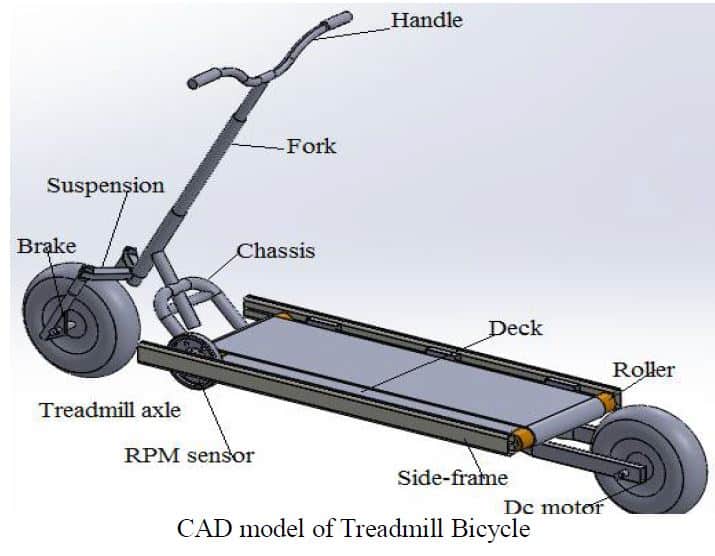 Handle
Fork
Suspension
Brake
Chassis
Deck
Roller
Treadmill axle
RPM sensor
Side-frame
Dc motor
CAD model of Treadmill Bicycle